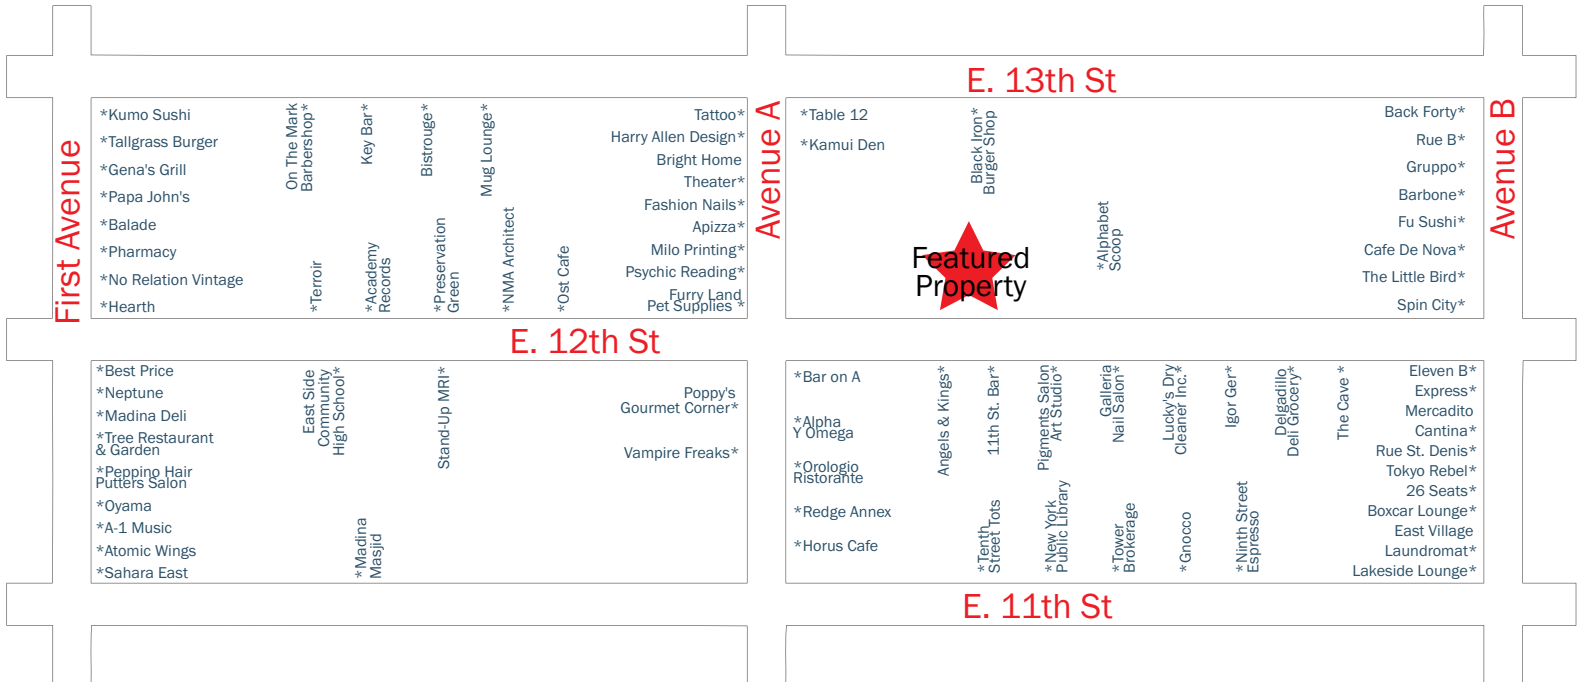 E. 13th St
First Avenue
Avenue A
Avenue B
*Kumo Sushi
*Tallgrass Burger
*Gena's Grill
*Papa John's
*Balade
*Pharmacy
*No Relation Vintage
*Hearth
On The Mark
Barbershop*
Key Bar*
Bistrouge*
Mug Lounge*
*Terroir
*Academy
Records
*Preservation
Green
*NMA Architect
*Ost Cafe
Tattoo*
Harry Allen Design*
Bright Home
Theater*
Fashion Nails*
Apizza*
Milo Printing*
Psychic Reading*
Furry Land
Pet Supplies *
*Table 12
*Kamui Den
Black Iron*
Burger Shop
*Alphabet
Scoop
Featured
Property
Back Forty*
Rue B*
Gruppo*
Barbone*
Fu Sushi*
Cafe De Nova*
The Little Bird*
Spin City*
E. 12th St
*Best Price
*Neptune
*Madina Deli
*Tree Restaurant
& Garden
*Peppino Hair
Putters Salon
*Oyama
*A-1 Music
*Atomic Wings
*Sahara East
East Side
Community
High School*
Stand-Up MRI*
*Madina
Masjid
Poppy's
Gourmet Corner*
Vampire Freaks*
*Bar on A
*Alpha
Y Omega
*Orologio
Ristorante
*Redge Annex
*Horus Cafe
Angels & Kings*
11th St. Bar*
Pigments Salon
Art Studio*
Galleria
Nail Salon*
Lucky's Dry
Cleaner Inc.*
Igor Ger*
Delgadillo
Deli Grocery*
The Cave *
*Tenth
Street Tots
*New York
Public Library
*Tower
Brokerage
*Gnocco
*Ninth Street
Espresso
Eleven B*
Express*
Mercadito
Cantina*
Rue St. Denis*
Tokyo Rebel*
26 Seats*
Boxcar Lounge*
East Village
Laundromat*
Lakeside Lounge*
E. 11th St